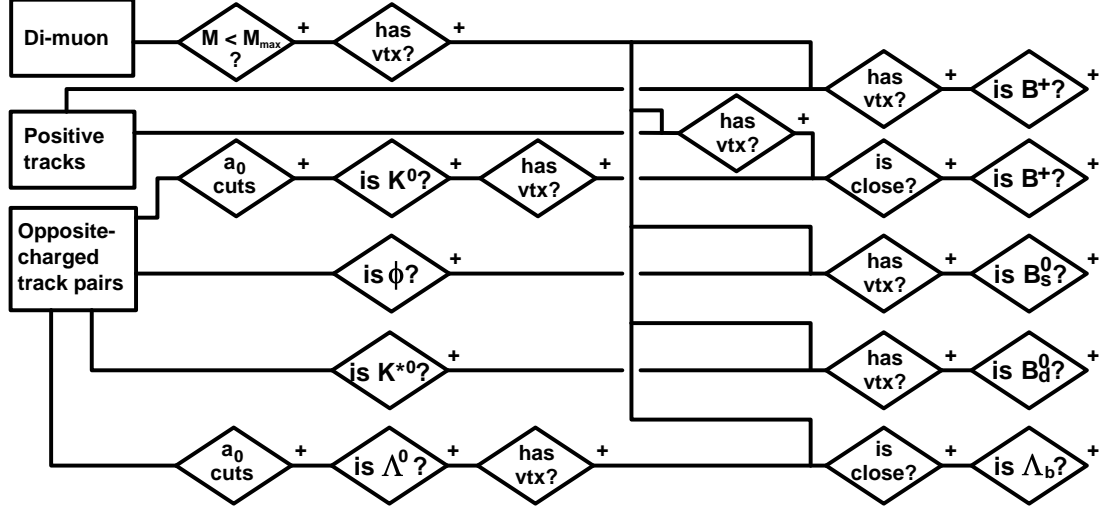 Di-muon
M < Mmax
?
+
has
vtx?
+
has
vtx?
+
is B⁺?
+
Positive
tracks
has
vtx?
+
a₀
cuts
+
is K⁰?
+
has
vtx?
+
is
close?
+
is B⁺?
+
Opposite-
charged
track pairs
is ϕ?
+
has
vtx?
+
is B⁰s?
+
is K*⁰?
+
has
vtx?
+
is B⁰d?
+
a₀
cuts
+
is Λ⁰ ?
+
has
vtx?
+
is
close?
+
is Λb?
+